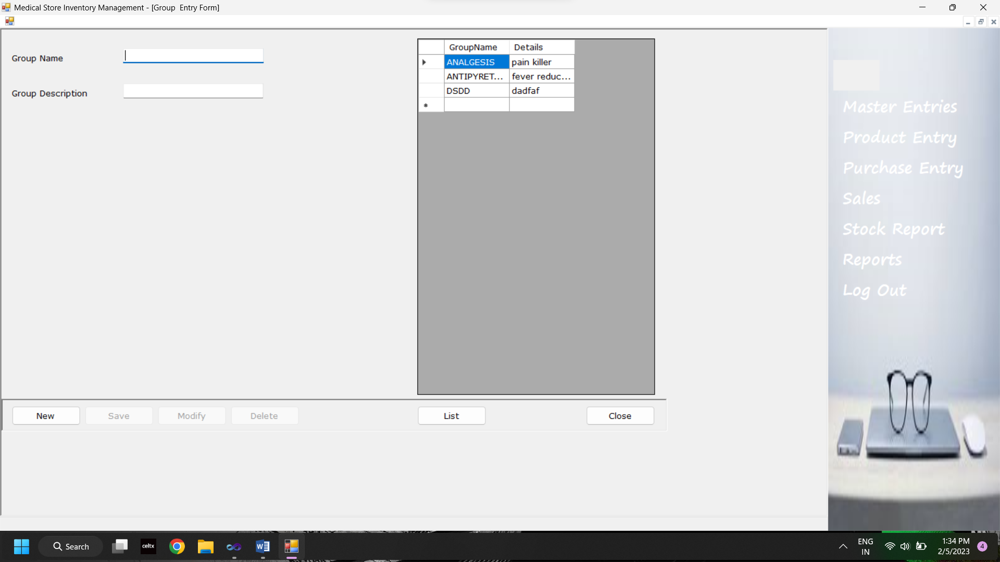 Medical Store Inventory Management - [Group  Entry Form]
Group Name
Group Description
GroupName Details
ANALGESIS pain killer
ANTIPYRET... fever reduc...
DSDD dadfaf
Master Entries
Product Entry
Purchase Entry
Sales
Stock Report
Reports
Log Out
New Save Modify Delete List Close
Search
celtx
ENG
IN
1:34 PM
2/5/2023
4